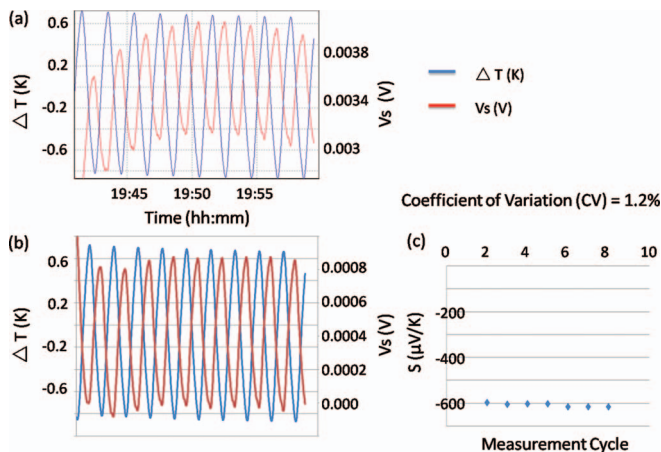 (a)
0.6
0.2
-0.2
-0.6
△ T (K)
0.0038
0.0034
0.003
Vs (V)
19:45 19:50 19:55
Time (hh:mm)
△ T (K)
Vs (V)
Coefficient of Variation (CV) = 1.2%
(b)
0.6
0.2
-0.2
-0.6
△ T (K)
0.0008
0.0006
0.0004
0.0002
0.000
Vs (V)
(c)
0 2 4 6 8 10
-200
-400
-600
S (μV/K)
Measurement Cycle